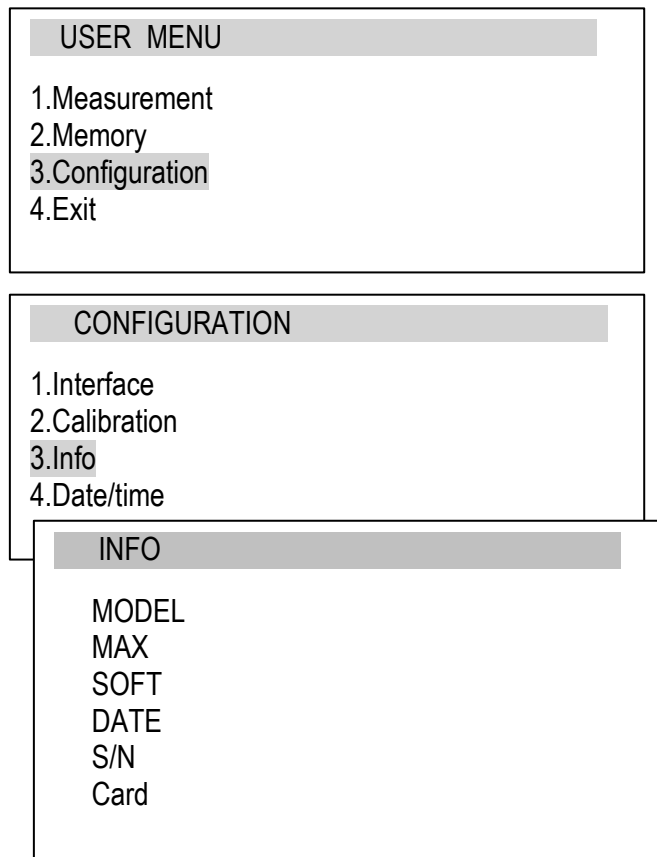 USER MENU
1.Measurement
2.Memory
3.Configuration
4.Exit
CONFIGURATION
1.Interface
2.Calibration
3.Info
4.Date/time
INFO
MODEL
MAX
SOFT
DATE
S/N
Card